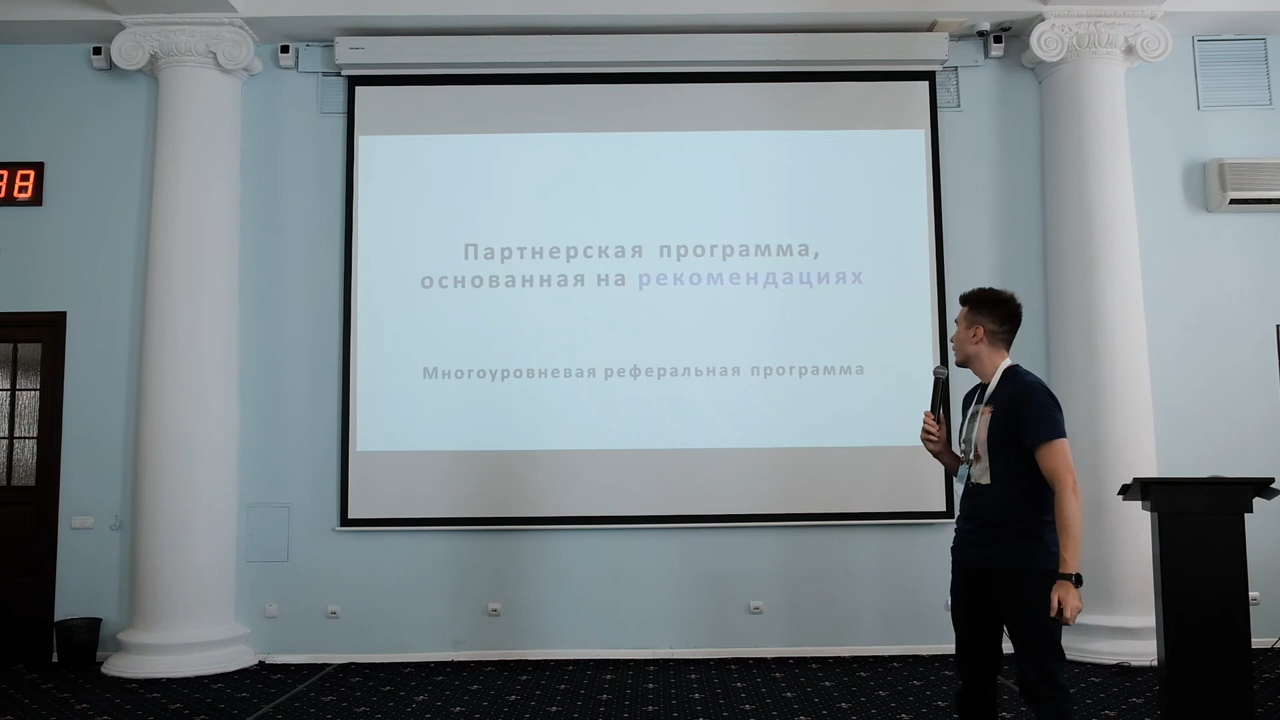 Партнерская программа,
основанная на рекомендациях
Многоуровневая реферальная программа